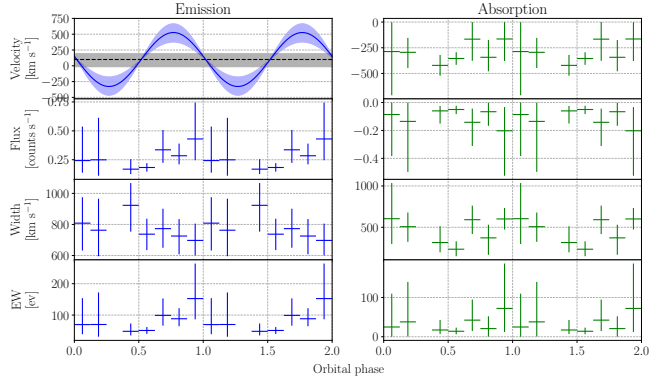 Emission Absorption
Velocity
[km s⁻¹]
750
500
250
0
−250
500
0
−250
−500
Flux
[counts s⁻¹]
0.75
0.50
0.25
0.0
−0.2
−0.4
Width
[km s⁻¹]
1000
800
600
1000
500
EW
[ev]
200
100
100
0
0.0 0.5 1.0 1.5 2.0 0.0 0.5 1.0 1.5 2.0
Orbital phase